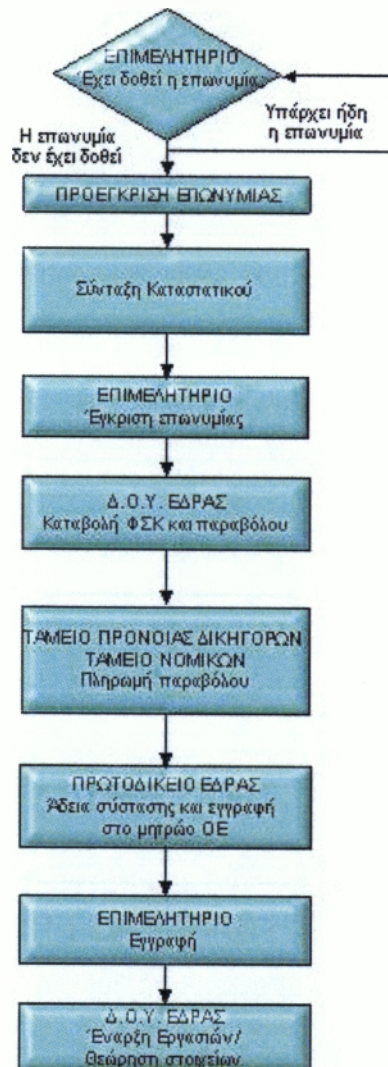 ΕΠΙΜΕΛΗΤΗΡΙΟ
Έχει δοθεί η επωνυμία;
Υπάρχει ήδη
η επωνυμία
Η επωνυμία
δεν έχει δοθεί
ΠΡΟΕΓΚΡΙΣΗ ΕΠΩΝΥΜΙΑΣ
Σύνταξη Καταστατικού
ΕΠΙΜΕΛΗΤΗΡΙΟ
Έγκριση επωνυμίας
Δ.Ο.Υ. ΕΔΡΑΣ
Καταβολή ΦΣΚ και παραβόλου
ΤΑΜΕΙΟ ΠΡΟΝΟΙΑΣ ΔΙΚΗΓΟΡΩΝ
ΤΑΜΕΙΟ ΝΟΜΙΚΩΝ
Πληρωμή παραβόλου
ΠΡΩΤΟΔΙΚΕΙΟ ΕΔΡΑΣ
Άδεια σύστασης και εγγραφή
στο μητρώο ΟΕ
ΕΠΙΜΕΛΗΤΗΡΙΟ
Εγγραφή
Δ.Ο.Υ. ΕΔΡΑΣ
Έναρξη Εργασιών/
Θεώρηση στοιχείων